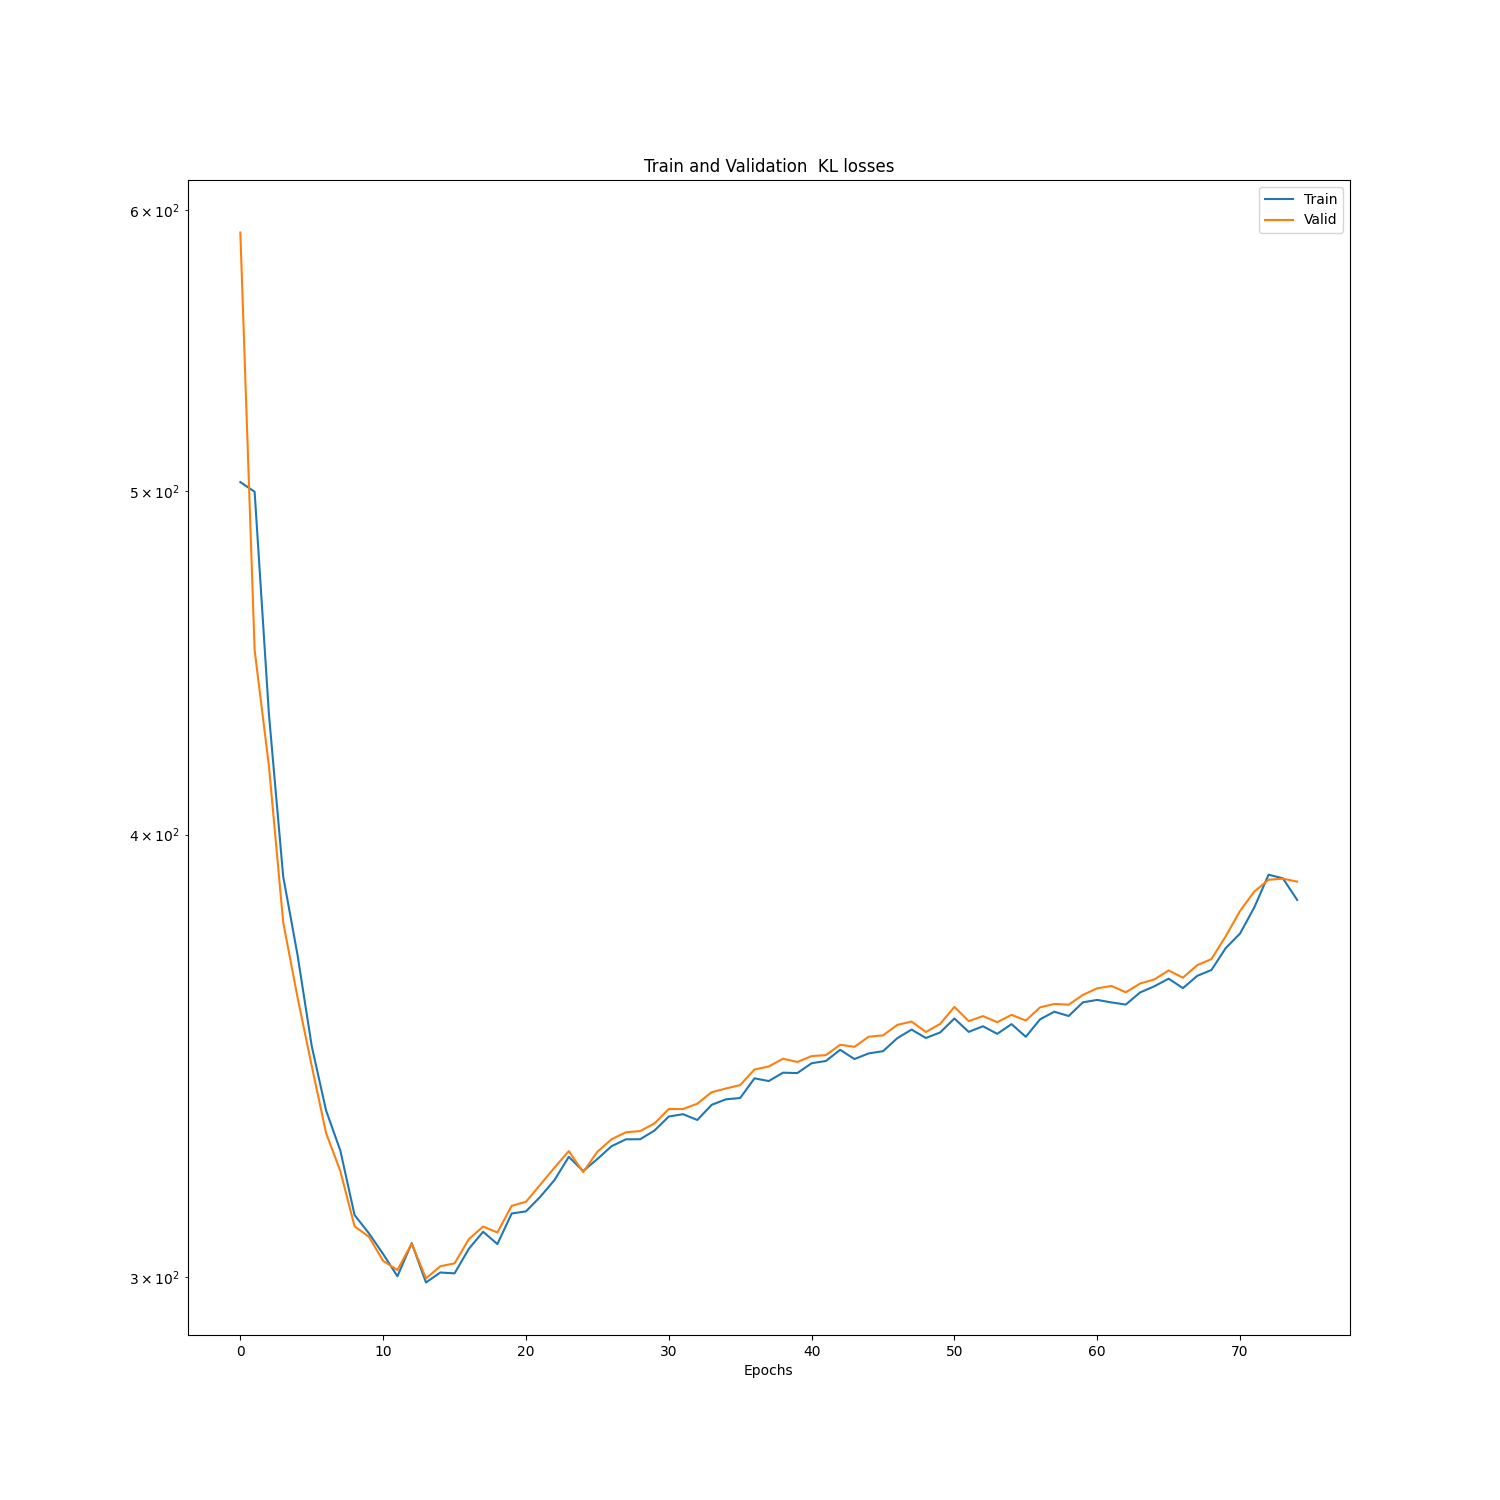 Train and Validation  KL losses
6 × 10²
5 × 10²
4 × 10²
3 × 10²
Train
Valid
0 10 20 30 40 50 60 70
Epochs